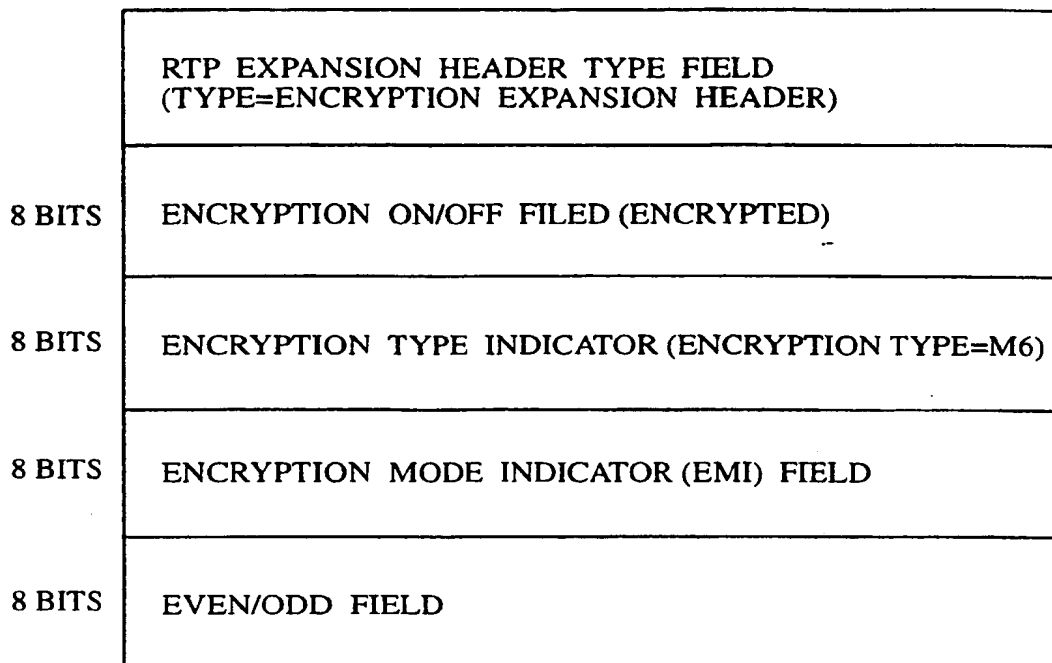 RTP EXPANSION HEADER TYPE FIELD
(TYPE=ENCRYPTION EXPANSION HEADER)
8 BITS ENCRYPTION ON/OFF FILED (ENCRYPTED)
8 BITS ENCRYPTION TYPE INDICATOR (ENCRYPTION TYPE=M6)
8 BITS ENCRYPTION MODE INDICATOR (EMI) FIELD
8 BITS EVEN/ODD FIELD